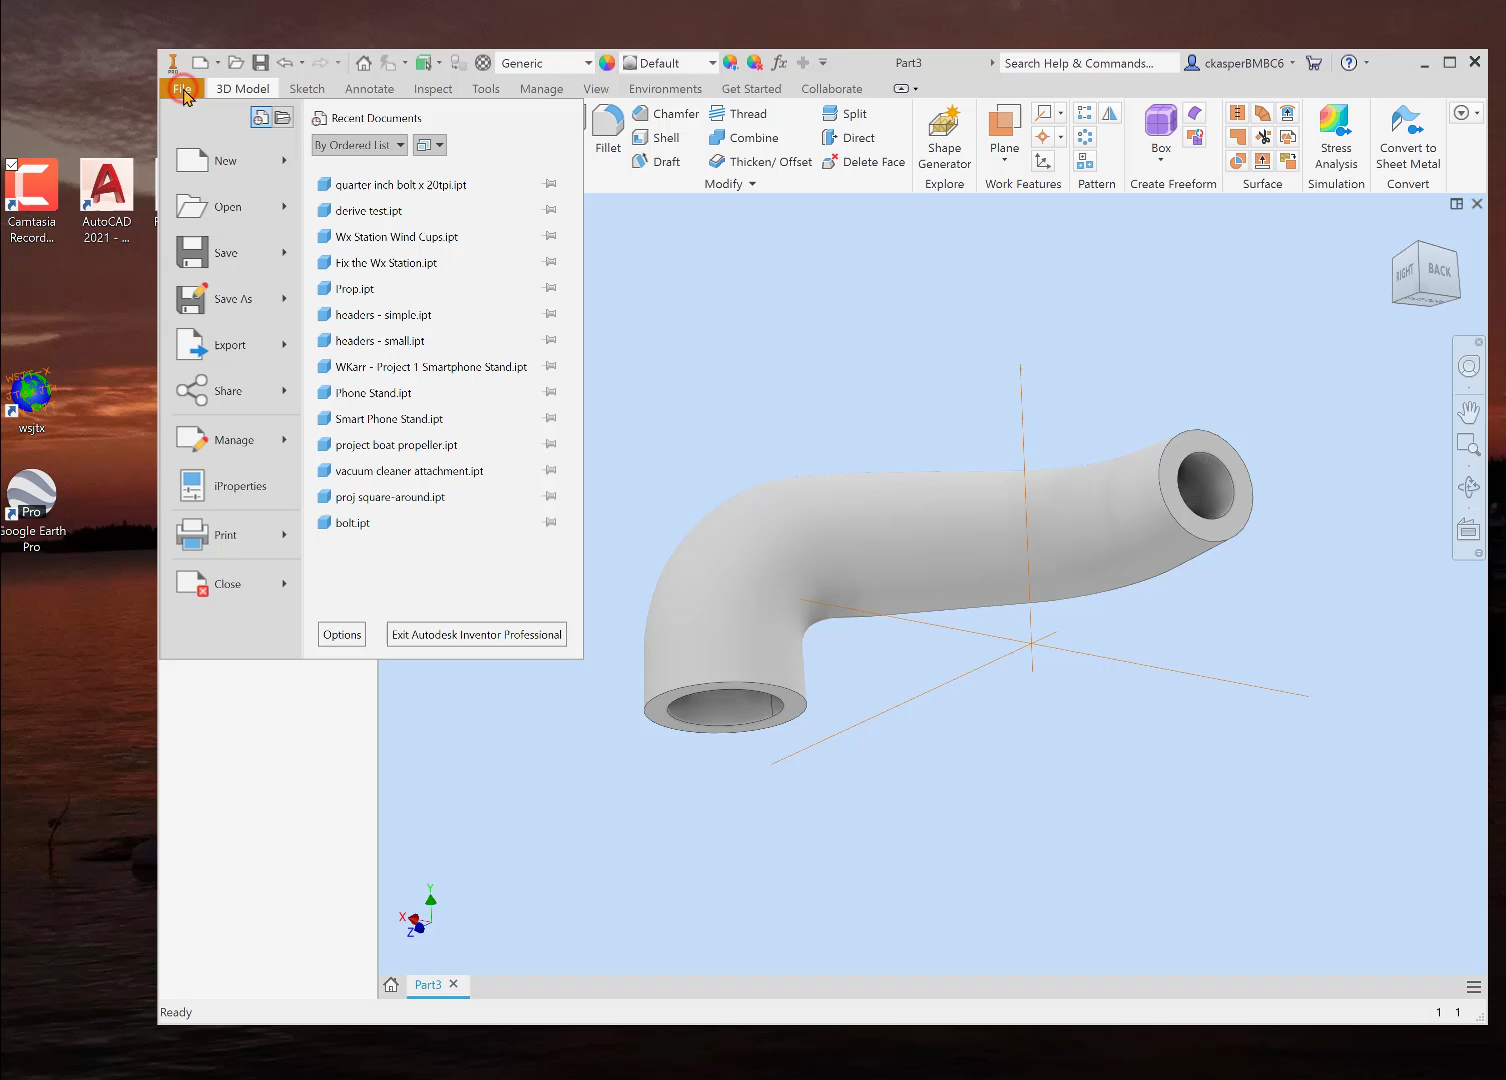 Generic
Default
fx
Part3
Search Help & Commands...
ckasperBMBC6
PRO
File
3D Model
Sketch
Annotate
Inspect
Tools
Manage
View
Environments
Get Started
Collaborate
Recent Documents
By Ordered List
New
Open
Save
Save As
Export
Share
Manage
iProperties
Print
Close
quarter inch bolt x 20tpi.ipt
derive test.ipt
Wx Station Wind Cups.ipt
Fix the Wx Station.ipt
Prop.ipt
headers - simple.ipt
headers - small.ipt
WKarr - Project 1 Smartphone Stand.ipt
Phone Stand.ipt
Smart Phone Stand.ipt
project boat propeller.ipt
vacuum cleaner attachment.ipt
proj square-around.ipt
bolt.ipt
Options
Exit Autodesk Inventor Professional
Fillet
Chamfer
Shell
Draft
Thread
Combine
Thicken/ Offset
Split
Direct
Delete Face
Modify
Shape
Generator
Explore
Plane
Work Features
Pattern
Box
Create Freeform
Surface
Stress
Analysis
Simulation
Convert to
Sheet Metal
Convert
RIGHT
BACK
Camtasia
Record...
AutoCAD
2021 - ...
wsjtx
Pro
Google Earth
Pro
Y
X
Z
Part3
Ready
1 1